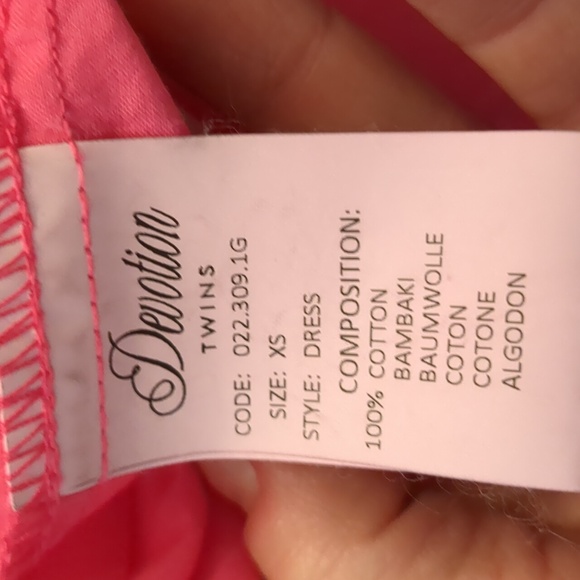 Devotion
TWINS
CODE: 022.309.1G
SIZE: XS
STYLE: DRESS
COMPOSITION:
100% COTTON
BAMBAKI
BAUMWOLLE
COTON
COTONE
ALGODON